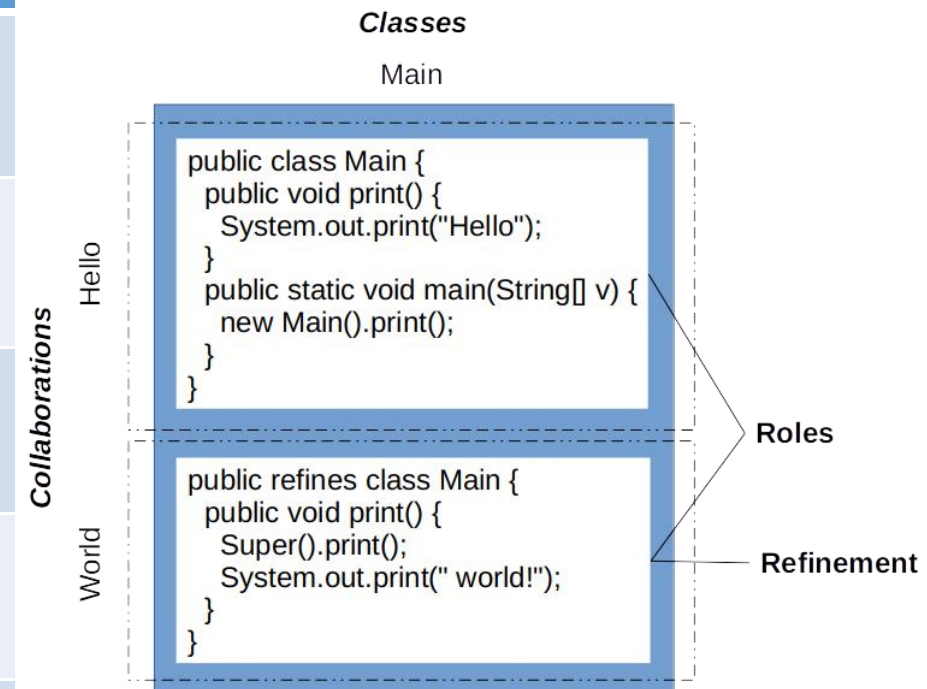 Classes
Main
Collaborations
Hello
public class Main {
public void print() {
System.out.print("Hello");
}
public static void main(String[] v) {
new Main().print();
}
}
Roles
World
public refines class Main {
public void print() {
Super().print();
System.out.print(" world!");
}
}
Refinement